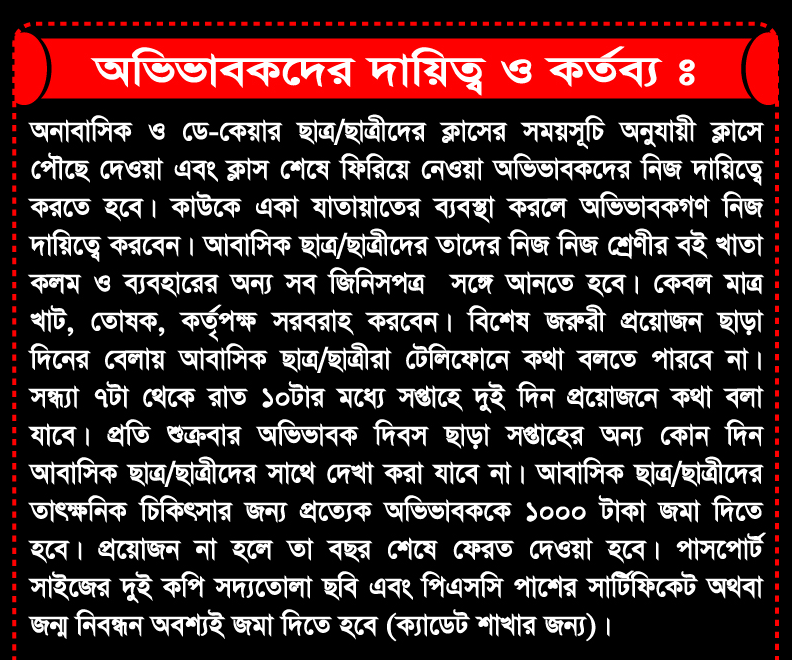 অভিভাবকদের দায়িত্ব ও কর্তব্য ঃ
অনাবাসিক ও ডে-কেয়ার ছাত্র/ছাত্রীদের ক্লাসের সময়সূচি অনুযায়ী ক্লাসে
পৌছে দেওয়া এবং ক্লাস শেষে ফিরিয়ে নেওয়া অভিভাবকদের নিজ দায়িত্বে
করতে হবে। কাউকে একা যাতায়াতের ব্যবস্থা করলে অভিভাবকগণ নিজ
দায়িত্বে করবেন। আবাসিক ছাত্র/ছাত্রীদের তাদের নিজ নিজ শ্রেণীর বই খাতা
কলম ও ব্যবহারের অন্য সব জিনিসপত্র সঙ্গে আনতে হবে। কেবল মাত্র
খাট, তোষক, কর্তৃপক্ষ সরবরাহ করবেন। বিশেষ জরুরী প্রয়োজন ছাড়া
দিনের বেলায় আবাসিক ছাত্র/ছাত্রীরা টেলিফোনে কথা বলতে পারবে না।
সন্ধ্যা ৭টা থেকে রাত ১০টার মধ্যে সপ্তাহে দুই দিন প্রয়োজনে কথা বলা
যাবে। প্রতি শুক্রবার অভিভাবক দিবস ছাড়া সপ্তাহের অন্য কোন দিন
আবাসিক ছাত্র/ছাত্রীদের সাথে দেখা করা যাবে না। আবাসিক ছাত্র/ছাত্রীদের
তাৎক্ষনিক চিকিৎসার জন্য প্রত্যেক অভিভাবককে ১০০০ টাকা জমা দিতে
হবে। প্রয়োজন না হলে তা বছর শেষে ফেরত দেওয়া হবে। পাসপোর্ট
সাইজের দুই কপি সদ্যতোলা ছবি এবং পিএসসি পাশের সার্টিফিকেট অথবা
জন্ম নিবন্ধন অবশ্যই জমা দিতে হবে (ক্যাডেট শাখার জন্য)।